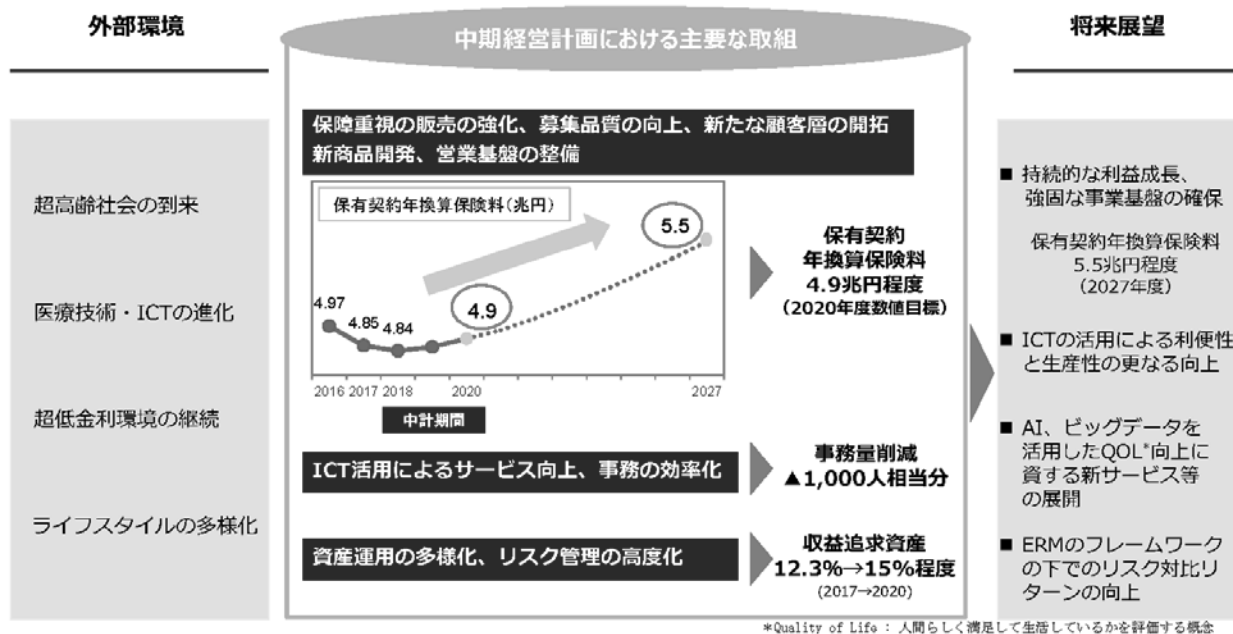 外部環境
超高齢社会の到来
医療技術・ICTの進化
超低金利環境の継続
ライフスタイルの多様化
中期経営計画における主要な取組
保障重視の販売の強化、募集品質の向上、新たな顧客層の開拓
新商品開発、営業基盤の整備
保有契約年換算保険料(兆円)
5.5
4.97
4.85
4.84
4.9
2016
2017
2018
2020
2027
中計期間
保有契約
年換算保険料
4.9兆円程度
(2020年度数値目標)
ICT活用によるサービス向上、事務の効率化
事務量削減
▲1,000人相当分
資産運用の多様化、リスク管理の高度化
収益追求資産
12.3%→15%程度
(2017→2020)
将来展望
■ 持続的な利益成長、
強固な事業基盤の確保
保有契約年換算保険料
5.5兆円程度
(2027年度)
■ ICTの活用による利便性
と生産性の更なる向上
■ AI、ビッグデータを
活用したQOL*向上に
資する新サービス等
の展開
■ ERMのフレームワーク
の下でのリスク対比リ
ターンの向上
*Quality of Life : 人間らしく満足して生活しているかを評価する概念